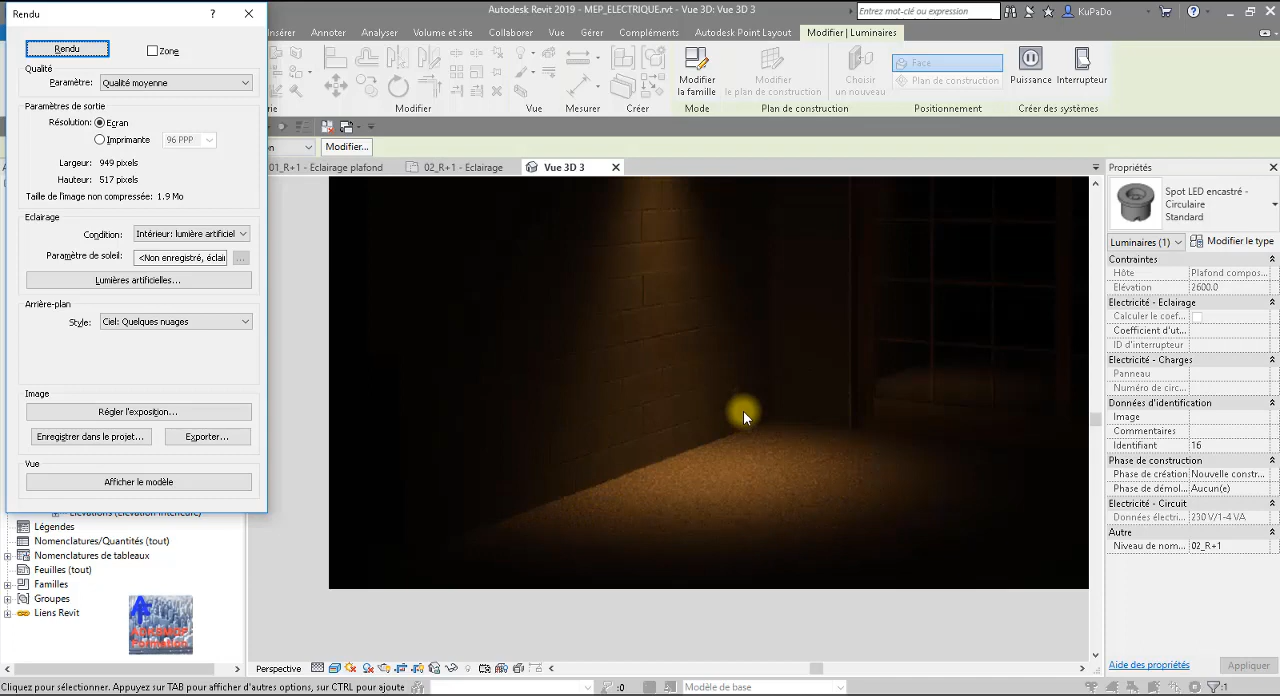 Rendu
?
Autodesk Revit 2019 - MEP_ELECTRIQUE.rvt - Vue 3D: Vue 3D 3
Entrez mot-clé ou expression
KuPaDo
Insérer Annoter Analyser Volume et site Collaborer Vue Gérer Compléments Autodesk Point Layout Modifier | Luminaires
Rendu
Zone
Qualité
Paramètre: Qualité moyenne
Modifier
la famille
Modifier
le plan de construction
Choisir
un nouveau
Face
Plan de construction
Puissance
Interrupteur
Modifier
Vue
Mesurer
Créer
Mode
Plan de construction
Positionnement
Créer des systèmes
Paramètres de sortie
Résolution: Ecran
Imprimante 96 PPP
Largeur: 949 pixels
Hauteur: 517 pixels
Taille de l'image non compressée: 1.9 Mo
Modifier...
01_R+1 - Eclairage plafond
02_R+1 - Eclairage
Vue 3D 3
Eclairage
Condition: Intérieur: lumière artificiel
Paramètre de soleil: <Non enregistré, éclai
...
Lumières artificielles...
Arrière-plan
Style: Ciel: Quelques nuages
Image
Régler l'exposition...
Enregistrer dans le projet...
Exporter...
Vue
Afficher le modèle
Elévations (Elévation intérieure)
Légendes
Nomenclatures/Quantités (tout)
Nomenclatures de tableaux
Feuilles (tout)
Familles
Groupes
Liens Revit
Formation
Propriétés
Spot LED encastré -
Circulaire
Standard
Luminaires (1)
Modifier le type
Contraintes
Hôte Plafond compos...
Elévation 2600.0
Electricité - Eclairage
Calculer le coef...
Coefficient d'ut...
ID d'interrupteur
Electricité - Charges
Panneau
Numéro de circ...
Données d'identification
Image
Commentaires
Identifiant 16
Phase de construction
Phase de création Nouvelle constr...
Phase de démol... Aucun(e)
Electricité - Circuit
Données électri... 230 V/1-4 VA
Autre
Niveau de nom... 02_R+1
Aide des propriétés
Appliquer
Perspective
Cliquez pour sélectionner. Appuyez sur TAB pour afficher d'autres options, sur CTRL pour ajoute
:0
Modèle de base
:1